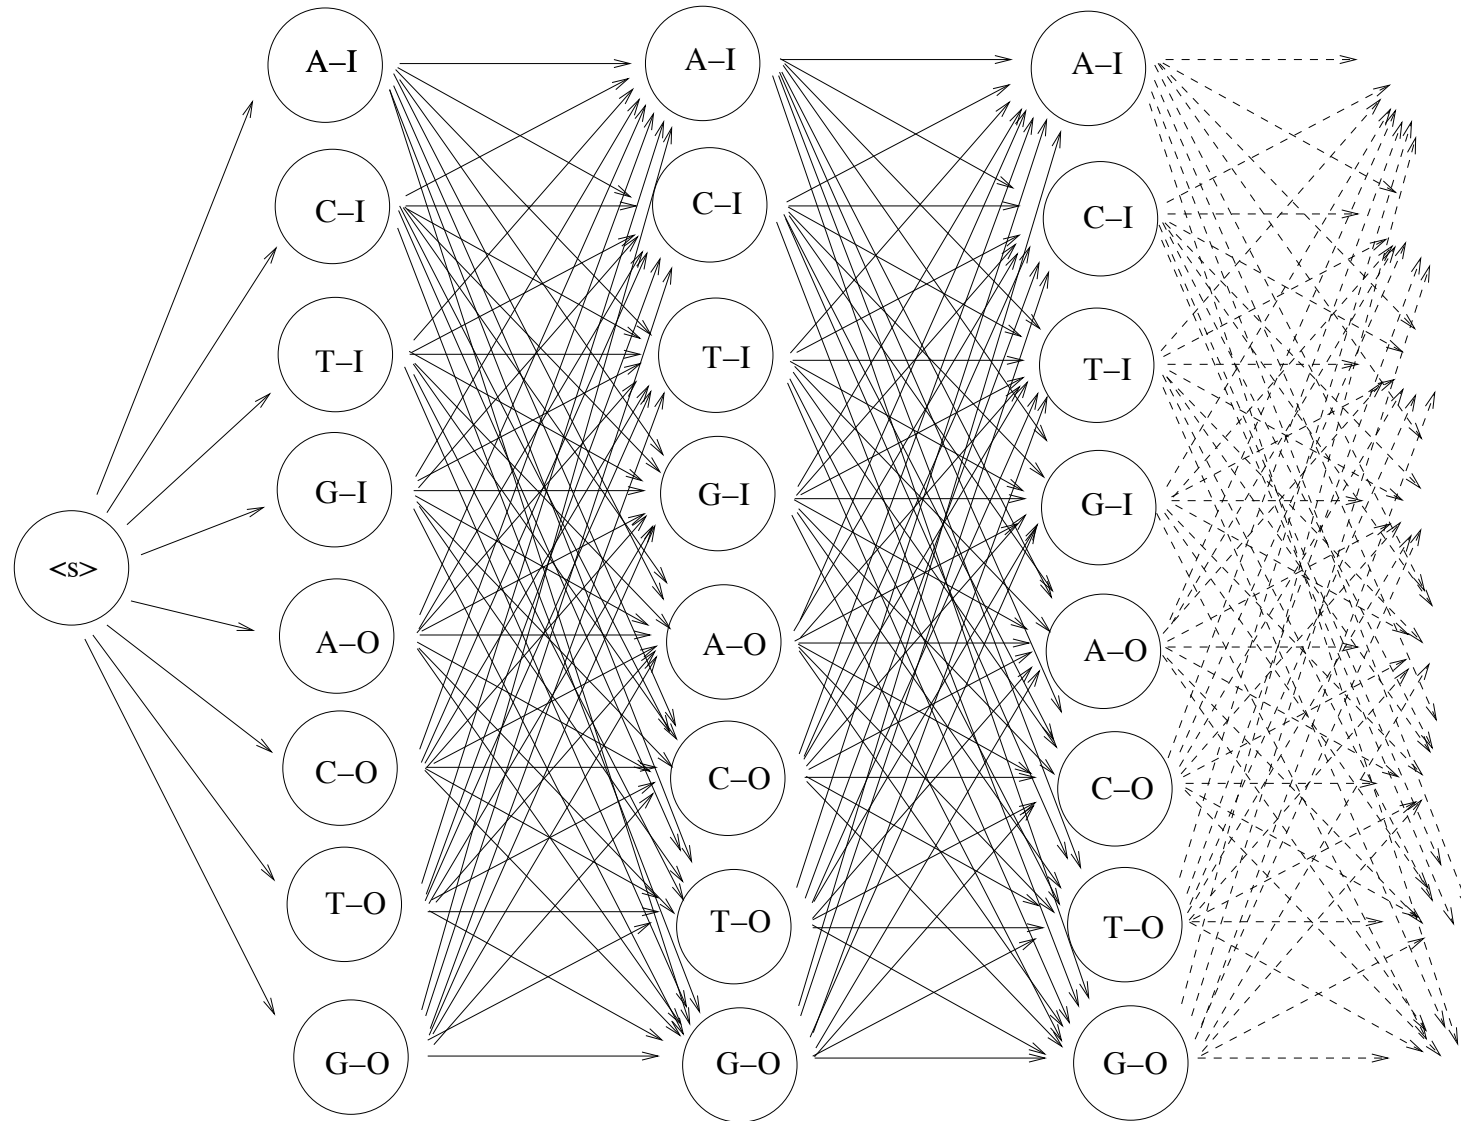 A–I A–I A–I
C–I C–I C–I
T–I T–I T–I
G–I G–I G–I
<s>
A–O A–O A–O
C–O C–O C–O
T–O T–O T–O
G–O G–O G–O